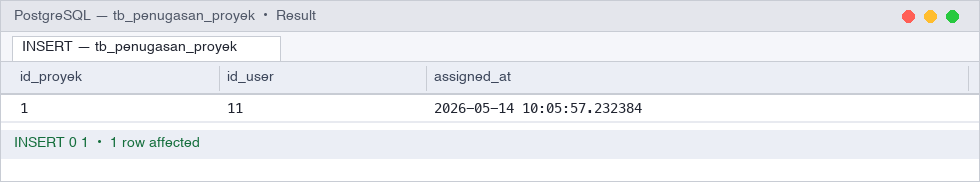 PostgreSQL — tb_penugasan_proyek • Result
INSERT — tb_penugasan_proyek
id_proyek id_user assigned_at
1 11 2026-05-14 10:05:57.232384
INSERT 0 1 • 1 row affected